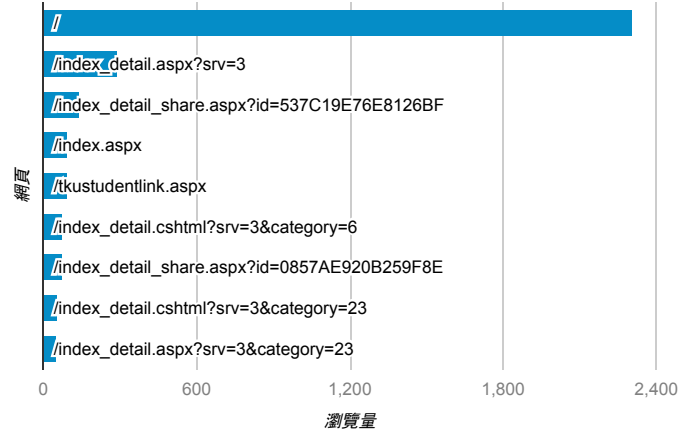 /
/index_detail.aspx?srv=3
/index_detail_share.aspx?id=537C19E76E8126BF
/index.aspx
/tkustudentlink.aspx
/index_detail.cshtml?srv=3&category=6
/index_detail_share.aspx?id=0857AE920B259F8E
/index_detail.cshtml?srv=3&category=23
/index_detail.aspx?srv=3&category=23
網頁
0 600 1,200 1,800 2,400
瀏覽量